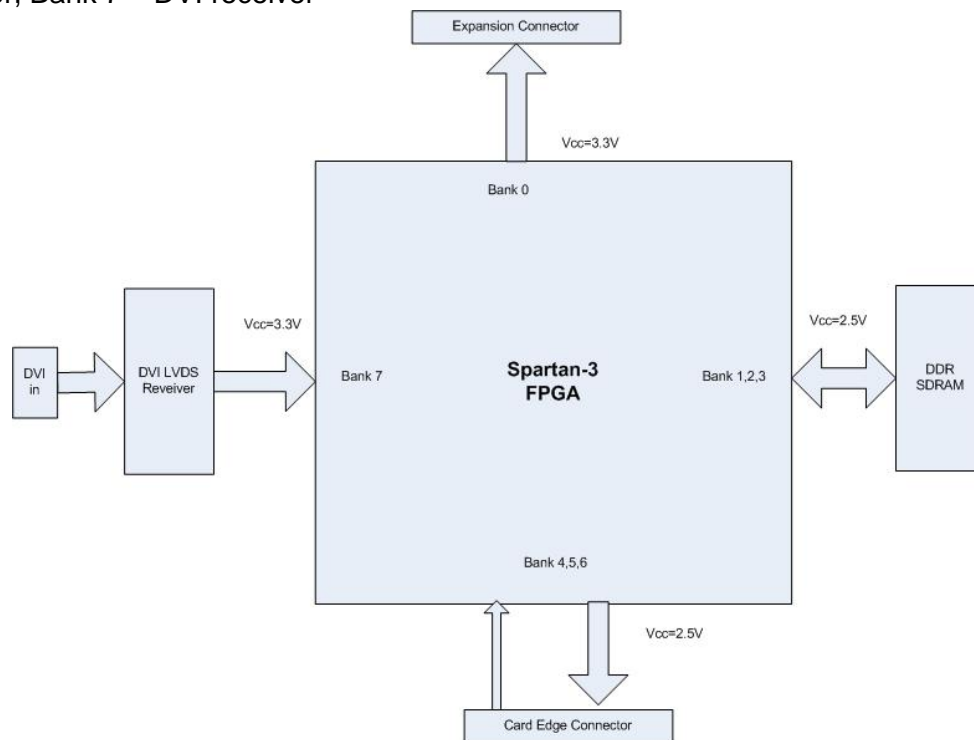 Bank 7 – DVI receiver
Expansion Connector
Vcc=3.3V
Bank 0
Vcc=3.3V
Vcc=2.5V
DVI
in
DVI LVDS
Reveiver
Bank 7
Spartan-3
FPGA
Bank 1,2,3
DDR
SDRAM
Bank 4,5,6
Vcc=2.5V
Card Edge Connector